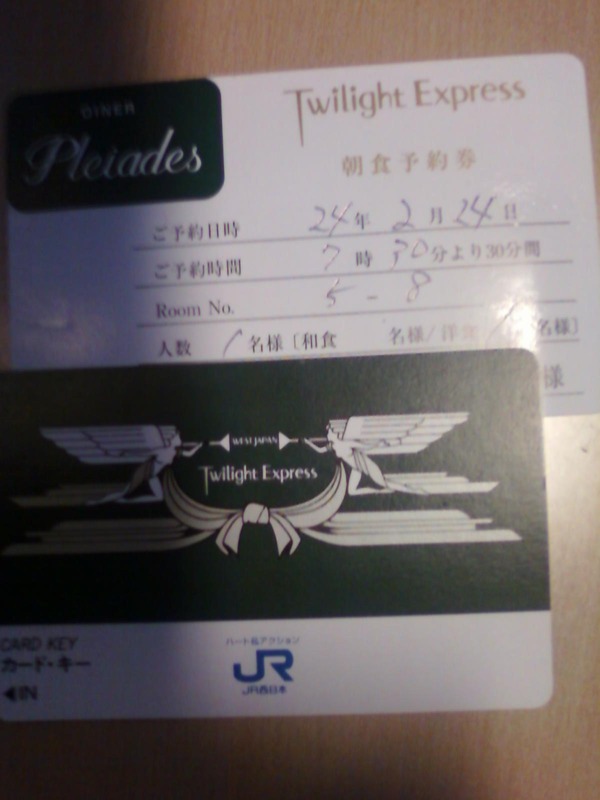 DINER
Pleiades
Twilight Express
朝食予約券
ご予約日時 24年 2月 24日
ご予約時間 7時 30分より30分間
Room No. 5-8
人数 1名様〔和食 名様/洋食 1名様〕
様
WEST JAPAN
Twilight Express
CARD KEY
カード・キー
◀IN
ハート&アクション
JR
JR西日本